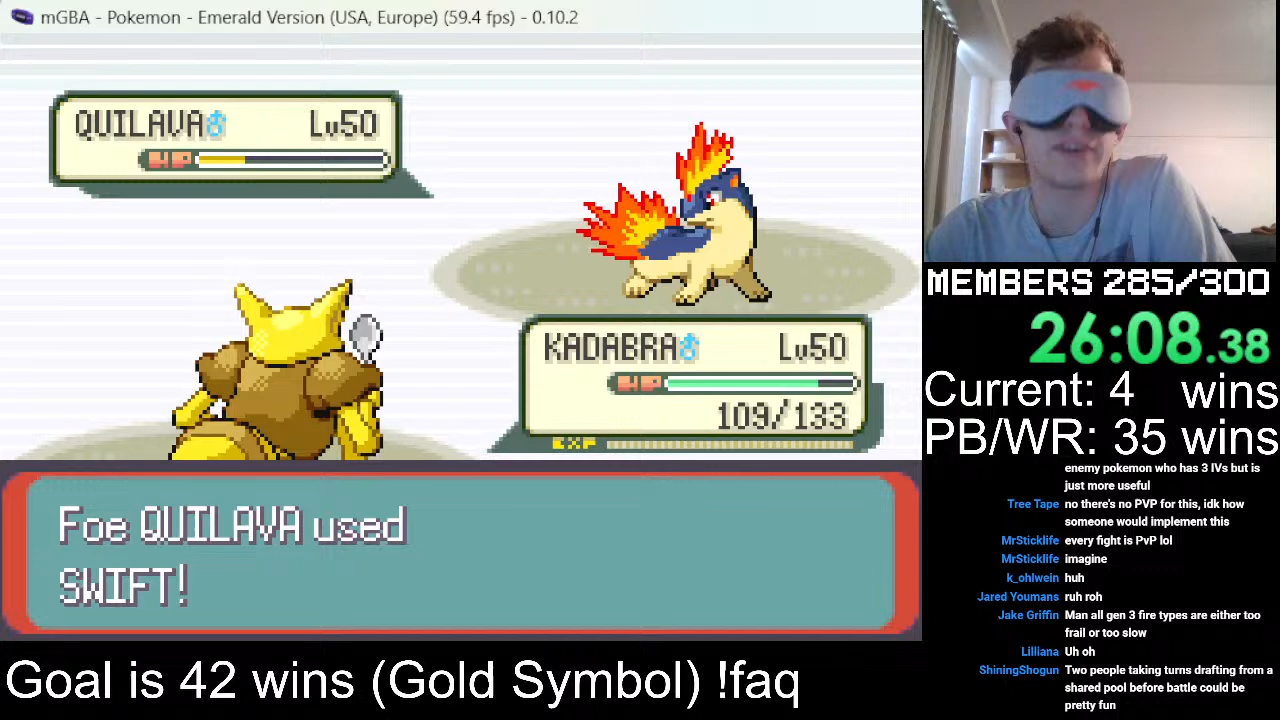 mGBA - Pokemon - Emerald Version (USA, Europe) (59.4 fps) - 0.10.2
QUILAVA♂ Lv50
HP
KADABRA♂ Lv50
HP
109/133
EXP
Foe QUILAVA used
SWIFT!
Goal is 42 wins (Gold Symbol) !faq
MEMBERS 285/300
26:08.38
Current: 4 wins
PB/WR: 35 wins
enemy pokemon who has 3 IVs but is
just more useful
Tree Tape no there's no PVP for this, idk how
someone would implement this
MrSticklife every fight is PvP lol
MrSticklife imagine
k_ohlwein huh
Jared Youmans ruh roh
Jake Griffin Man all gen 3 fire types are either too
frail or too slow
Lilliana Uh oh
ShiningShogun Two people taking turns drafting from a
shared pool before battle could be
pretty fun